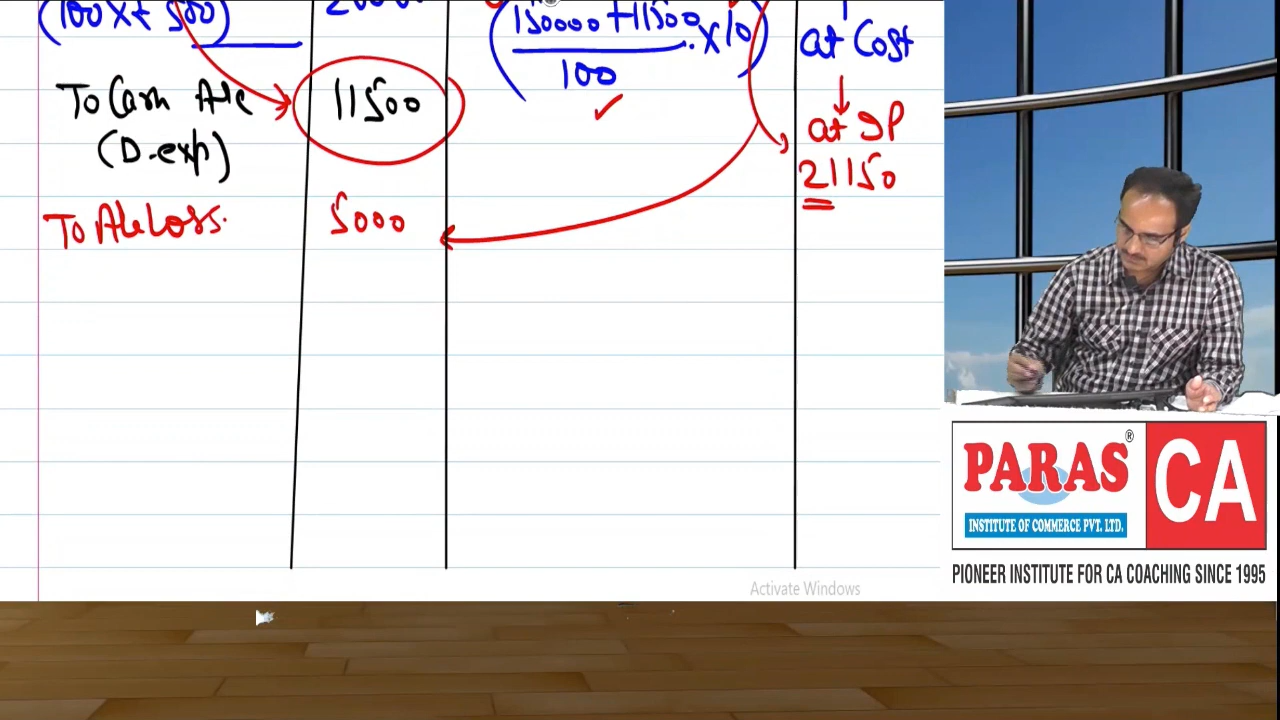 (100 X ₹ 500)
To Cash A/c
11500
(D.exp)
To A/c Loss.
5000
(150000 + 11500
100
X 10)
at Cost
at IP
21150
PARAS
®
INSTITUTE OF COMMERCE PVT. LTD.
CA
PIONEER INSTITUTE FOR CA COACHING SINCE 1995
Activate Windows